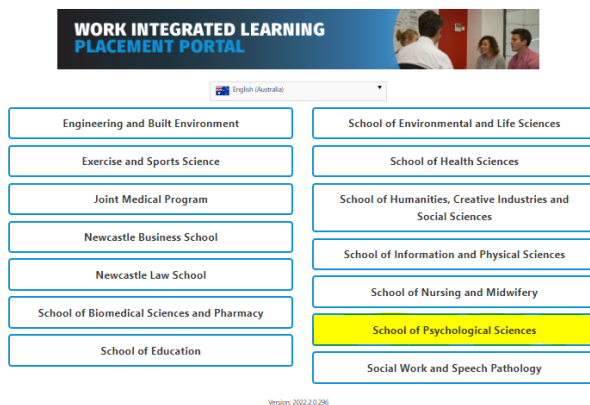 WORK INTEGRATED LEARNING
PLACEMENT PORTAL
English (Australia)
Engineering and Built Environment
Exercise and Sports Science
Joint Medical Program
Newcastle Business School
Newcastle Law School
School of Biomedical Sciences and Pharmacy
School of Education
School of Environmental and Life Sciences
School of Health Sciences
School of Humanities, Creative Industries and
Social Sciences
School of Information and Physical Sciences
School of Nursing and Midwifery
School of Psychological Sciences
Social Work and Speech Pathology
Version: 2022.2.0.296